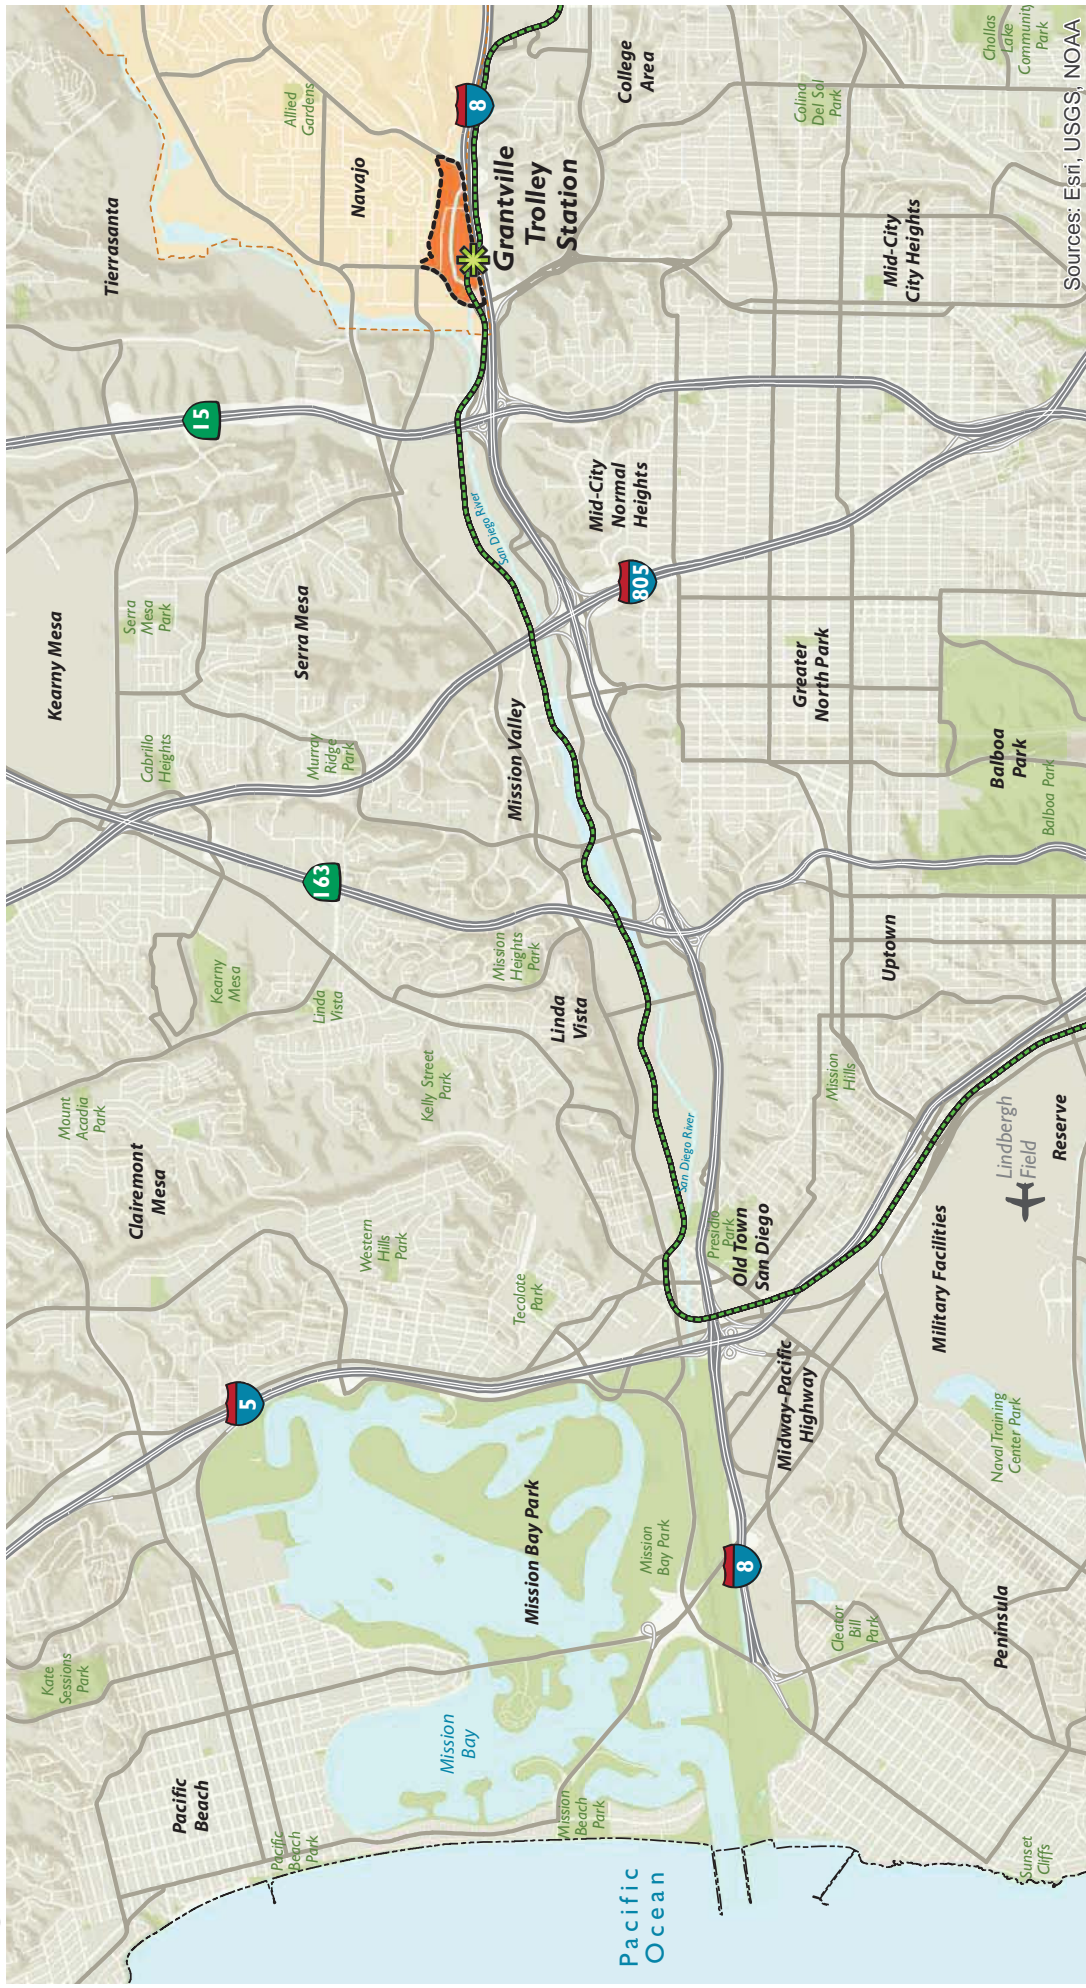 Tierrasanta
Allied
Gardens
Navajo
8
College
Area
Colina
Del Sol
Park
Chollas
Lake
Community
Park
Grantville
Trolley
Station
Mid-City
City Heights
Sources: Esri, USGS, NOAA
15
San Diego River
Mid-City
Normal
Heights
805
Kearny Mesa
Serra
Mesa
Park
Serra Mesa
Cabrillo
Heights
Murray
Ridge
Park
Mission Valley
Greater
North Park
Balboa
Park
Balboa Park
163
Kearny
Mesa
Linda
Vista
Mission
Heights
Park
Linda
Vista
Uptown
Mount
Acadia
Park
Kelly Street
Park
Mission
Hills
Clairemont
Mesa
Western
Hills
Park
Tecolote
Park
San Diego River
Presidio
Park
Old Town
San Diego
Lindbergh
Field
Reserve
Military Facilities
5
Midway-Pacific
Highway
Naval Training
Center Park
Mission Bay Park
Mission
Bay Park
8
Cleator
Bill
Park
Peninsula
Kate
Sessions
Park
Mission
Bay
Pacific
Beach
Pacific
Beach
Park
Mission
Beach
Park
Sunset
Cliffs
Pacific
Ocean